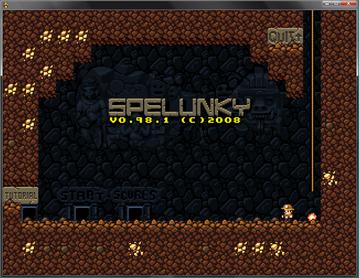 QUIT
SPELUNKY
V0.98.1 (C)2008
TUTORIAL
START SCORES